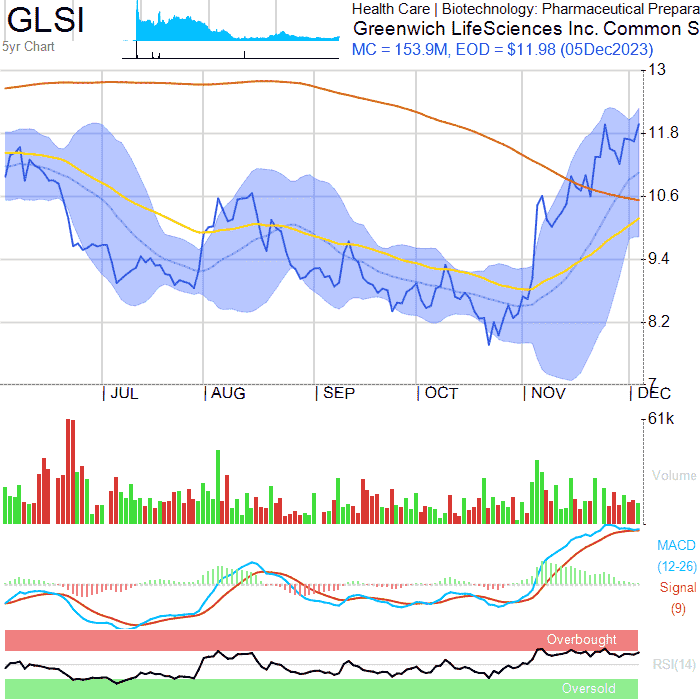 GLSI
5yr Chart
Health Care | Biotechnology: Pharmaceutical Prepara
Greenwich LifeSciences Inc. Common S
MC = 153.9M, EOD = $11.98 (05Dec2023)
13
11.8
10.6
9.4
8.2
7
JUL
AUG
SEP
OCT
NOV
DEC
61k
Volume
MACD
(12-26)
Signal
(9)
Overbought
RSI(14)
Oversold